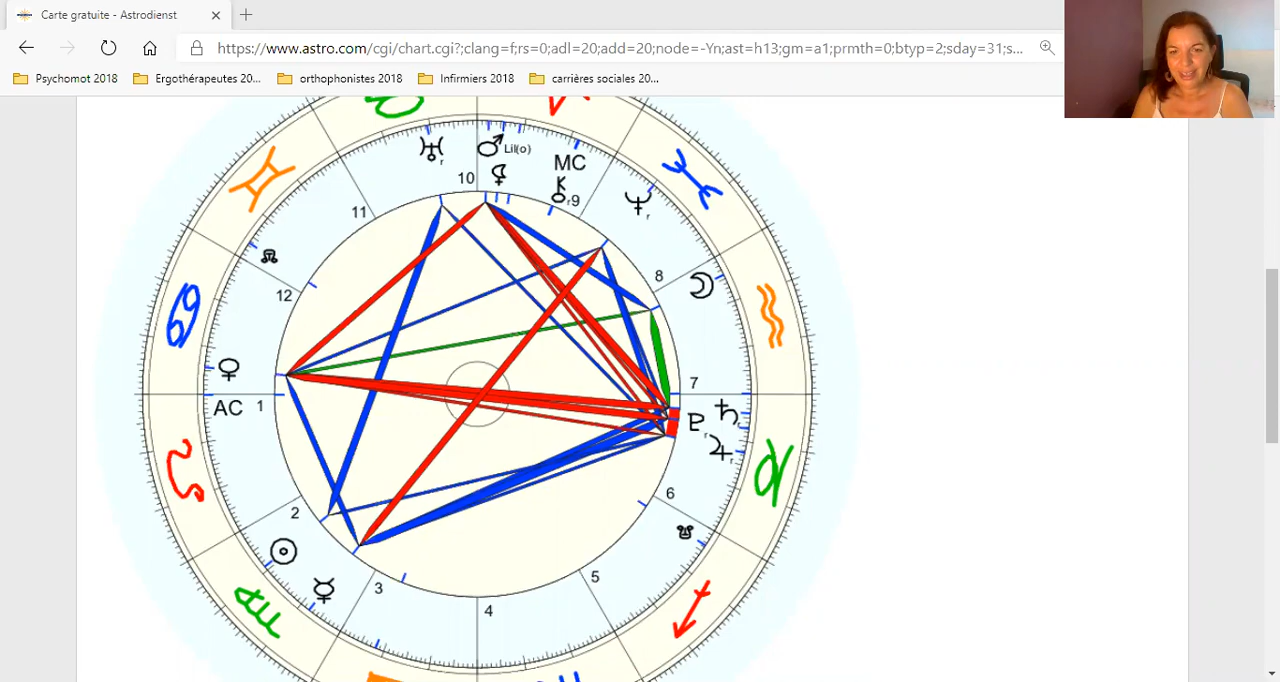 Carte gratuite - Astrodienst
https://www.astro.com/cgi/chart.cgi?;clang=f;rs=0;adl=20;add=20;node=-Yn;ast=h13;gm=a1;prmth=0;btyp=2;sday=31;s...
Psychomot 2018 Ergothérapeutes 20... orthophonistes 2018 Infirmiers 2018 carrières sociales 20...
r
Lil(o)
MC
10
r 9
r
11
8
12
7
AC 1
r
r
r
2
6
3
5
4